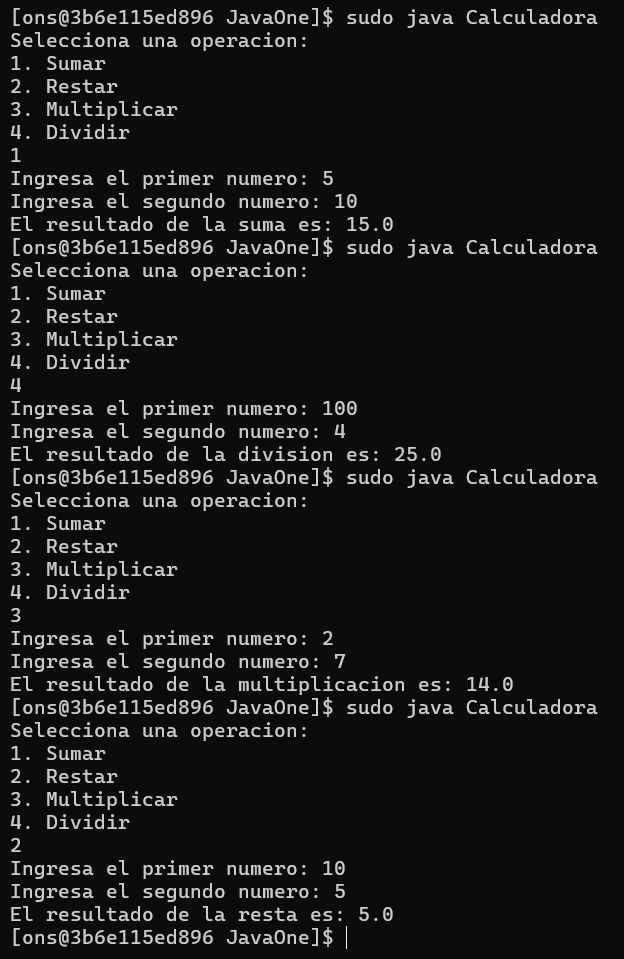 [ons@3b6e115ed896 JavaOne]$ sudo java Calculadora
Selecciona una operacion:
1. Sumar
2. Restar
3. Multiplicar
4. Dividir
1
Ingresa el primer numero: 5
Ingresa el segundo numero: 10
El resultado de la suma es: 15.0
[ons@3b6e115ed896 JavaOne]$ sudo java Calculadora
Selecciona una operacion:
1. Sumar
2. Restar
3. Multiplicar
4. Dividir
4
Ingresa el primer numero: 100
Ingresa el segundo numero: 4
El resultado de la division es: 25.0
[ons@3b6e115ed896 JavaOne]$ sudo java Calculadora
Selecciona una operacion:
1. Sumar
2. Restar
3. Multiplicar
4. Dividir
3
Ingresa el primer numero: 2
Ingresa el segundo numero: 7
El resultado de la multiplicacion es: 14.0
[ons@3b6e115ed896 JavaOne]$ sudo java Calculadora
Selecciona una operacion:
1. Sumar
2. Restar
3. Multiplicar
4. Dividir
2
Ingresa el primer numero: 10
Ingresa el segundo numero: 5
El resultado de la resta es: 5.0
[ons@3b6e115ed896 JavaOne]$